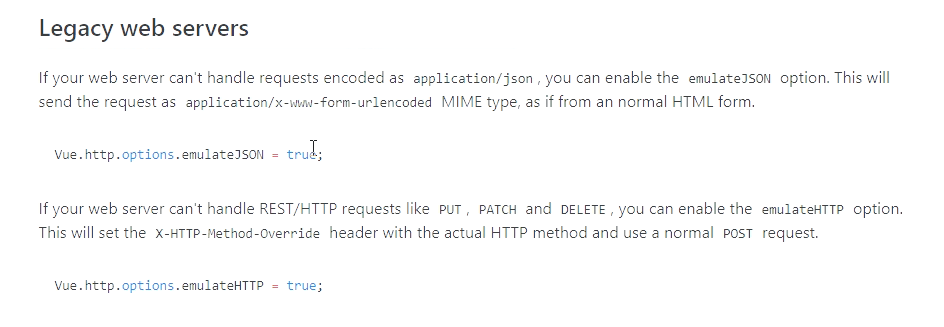 Legacy web servers
If your web server can't handle requests encoded as application/json , you can enable the emulateJSON option. This will
send the request as application/x-www-form-urlencoded MIME type, as if from an normal HTML form.
Vue.http.options.emulateJSON = true;
If your web server can't handle REST/HTTP requests like PUT , PATCH and DELETE , you can enable the emulateHTTP option.
This will set the X-HTTP-Method-Override header with the actual HTTP method and use a normal POST request.
Vue.http.options.emulateHTTP = true;